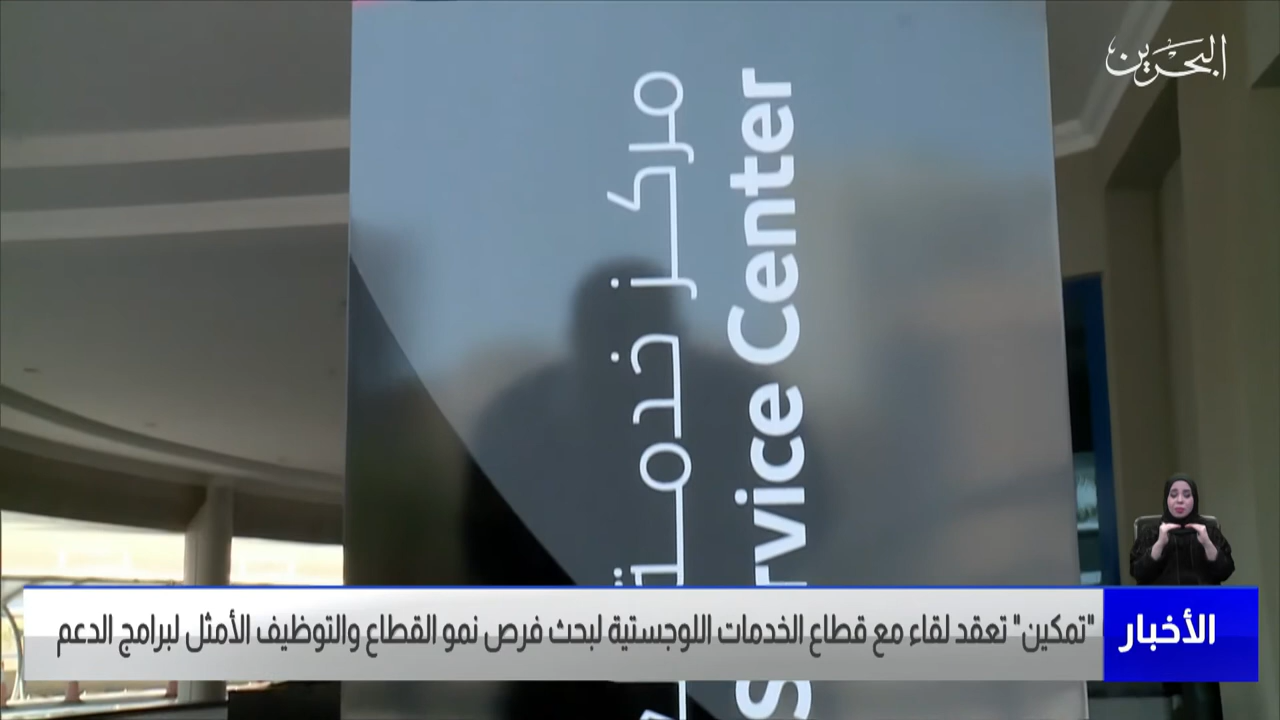 البحرين
مركز خدمة
Service Center
الأخبار
"تمكين" تعقد لقاء مع قطاع الخدمات اللوجستية لبحث فرص نمو القطاع والتوظيف الأمثل لبرامج الدعم